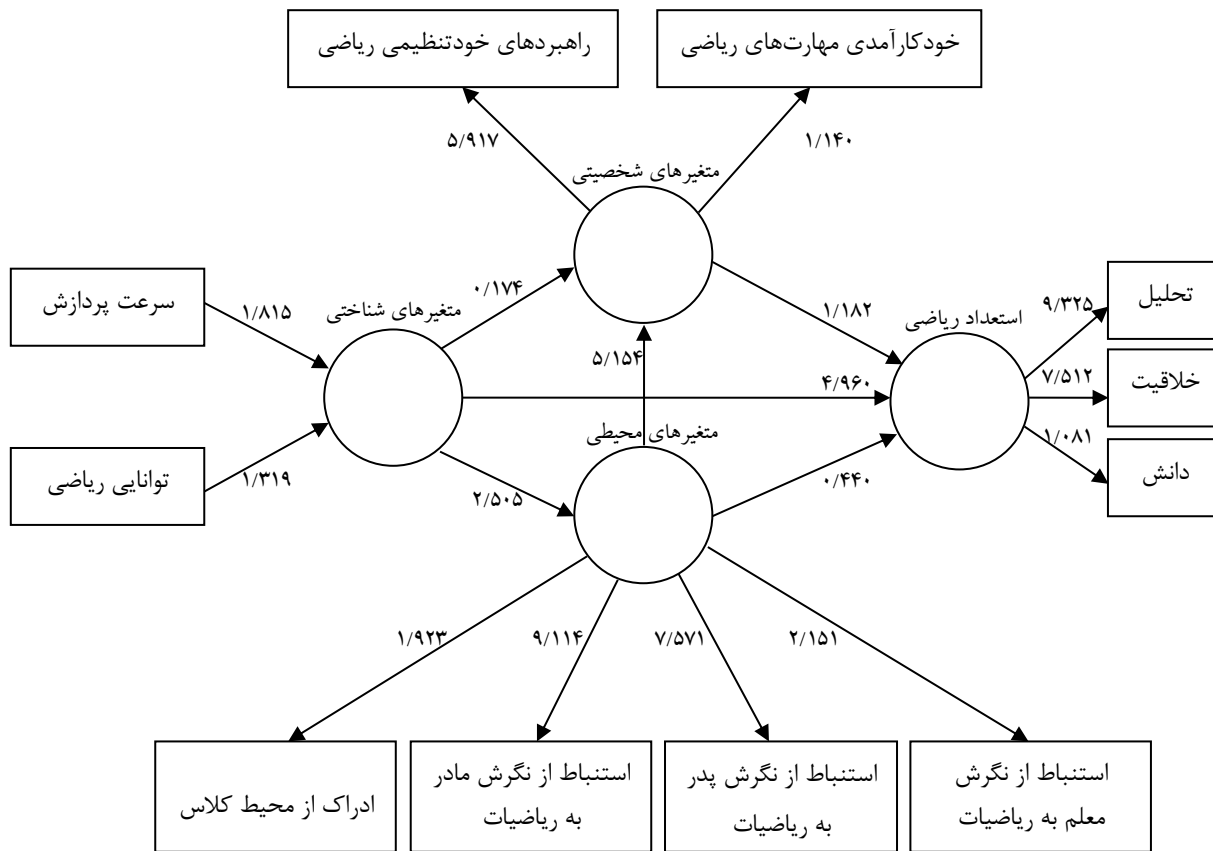 راهبردهای خودتنظیمی ریاضی
خودکارآمدی مهارت‌های ریاضی
۵/۹۱۷
۱/۱۴۰
متغیرهای شخصیتی
سرعت پردازش
۱/۸۱۵
متغیرهای شناختی
۰/۱۷۴
۱/۱۸۲
استعداد ریاضی
۹/۳۲۵
تحلیل
۵/۱۵۴
۴/۹۶۰
۷/۵۱۲
خلاقیت
متغیرهای محیطی
۱/۰۸۱
دانش
توانایی ریاضی
۱/۳۱۹
۲/۵۰۵
۰/۴۴۰
۱/۹۲۳
۹/۱۱۴
۷/۵۷۱
۲/۱۵۱
ادراک از محیط کلاس
استنباط از نگرش مادر
به ریاضیات
استنباط از نگرش پدر
به ریاضیات
استنباط از نگرش
معلم به ریاضیات